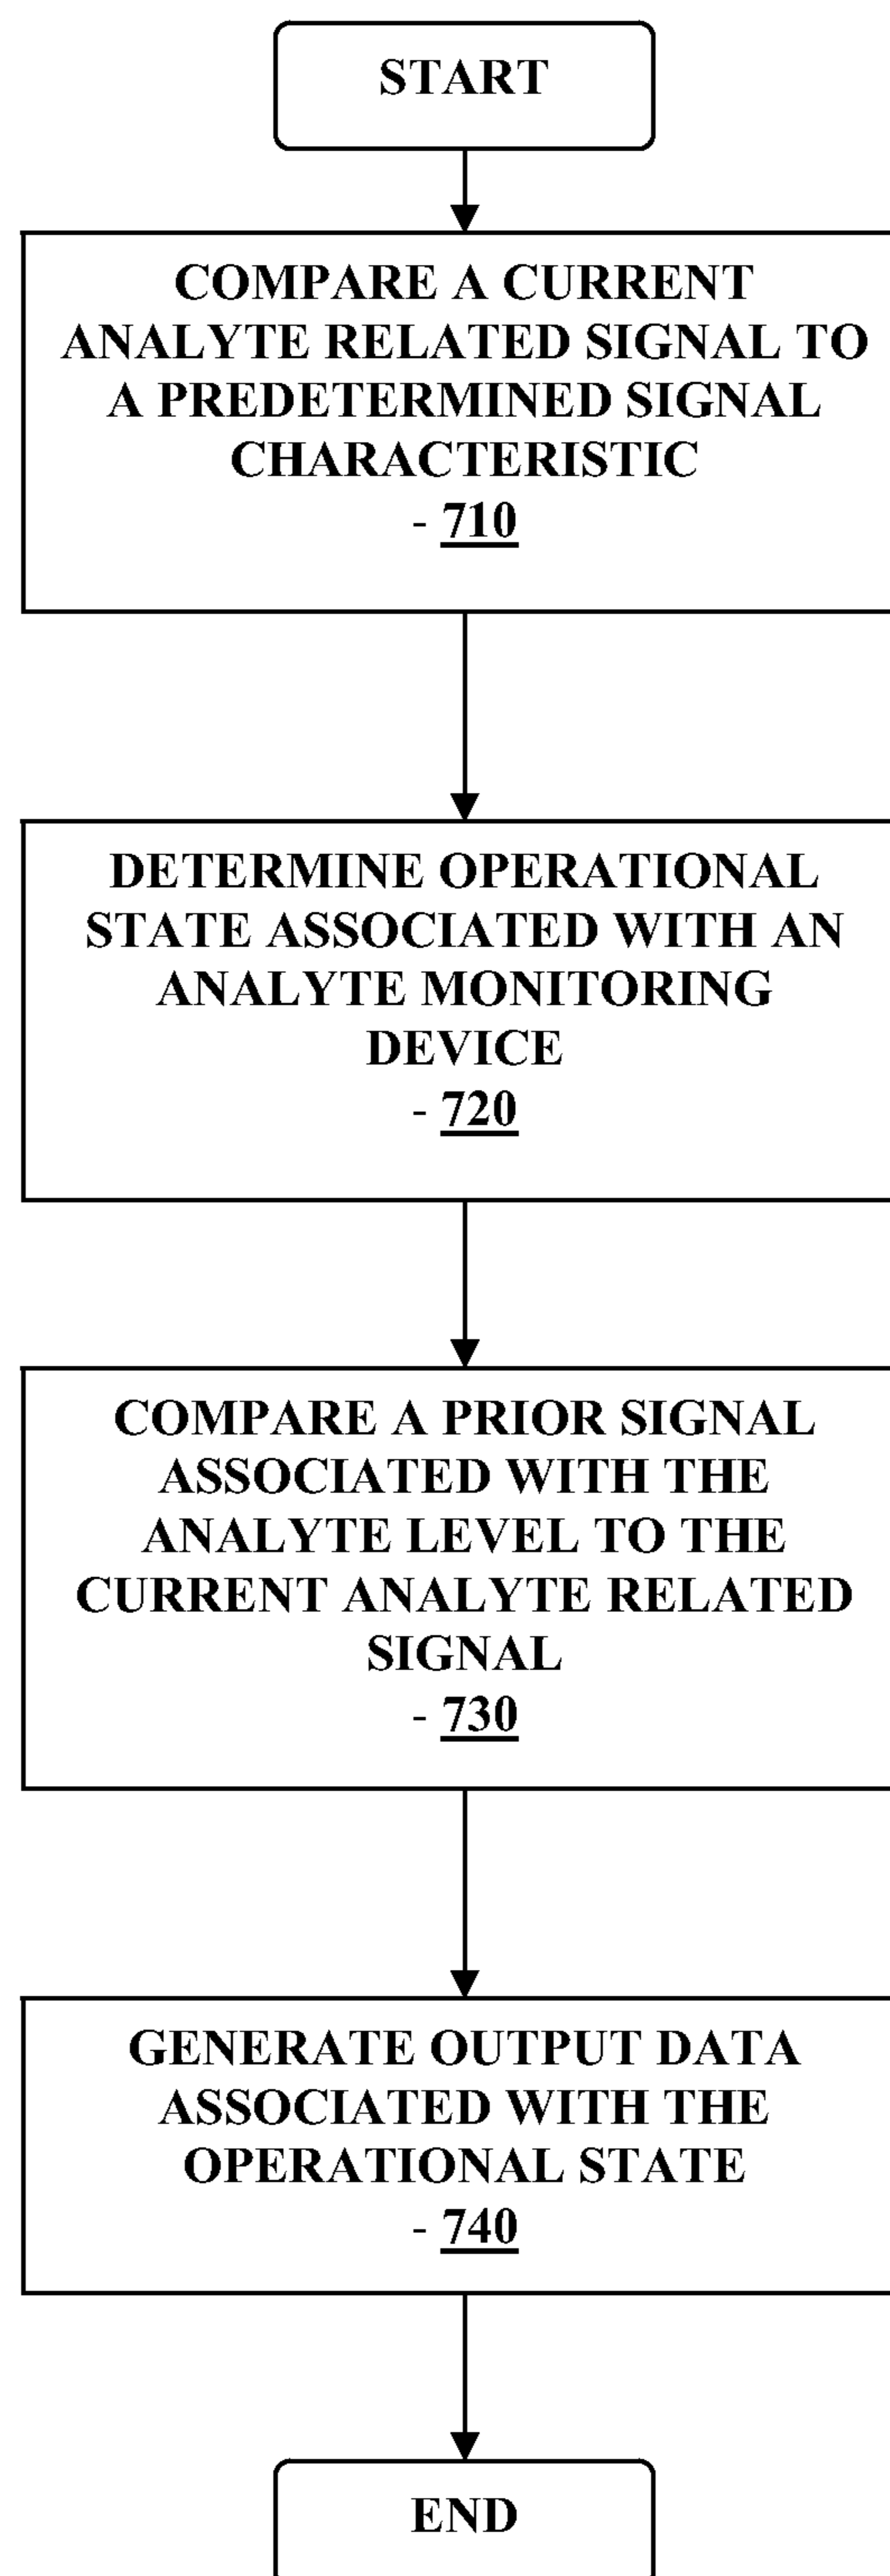 START
COMPARE A CURRENT
ANALYTE RELATED SIGNAL TO
A PREDETERMINED SIGNAL
CHARACTERISTIC
- 710
DETERMINE OPERATIONAL
STATE ASSOCIATED WITH AN
ANALYTE MONITORING
DEVICE
- 720
COMPARE A PRIOR SIGNAL
ASSOCIATED WITH THE
ANALYTE LEVEL TO THE
CURRENT ANALYTE RELATED
SIGNAL
- 730
GENERATE OUTPUT DATA
ASSOCIATED WITH THE
OPERATIONAL STATE
- 740
END